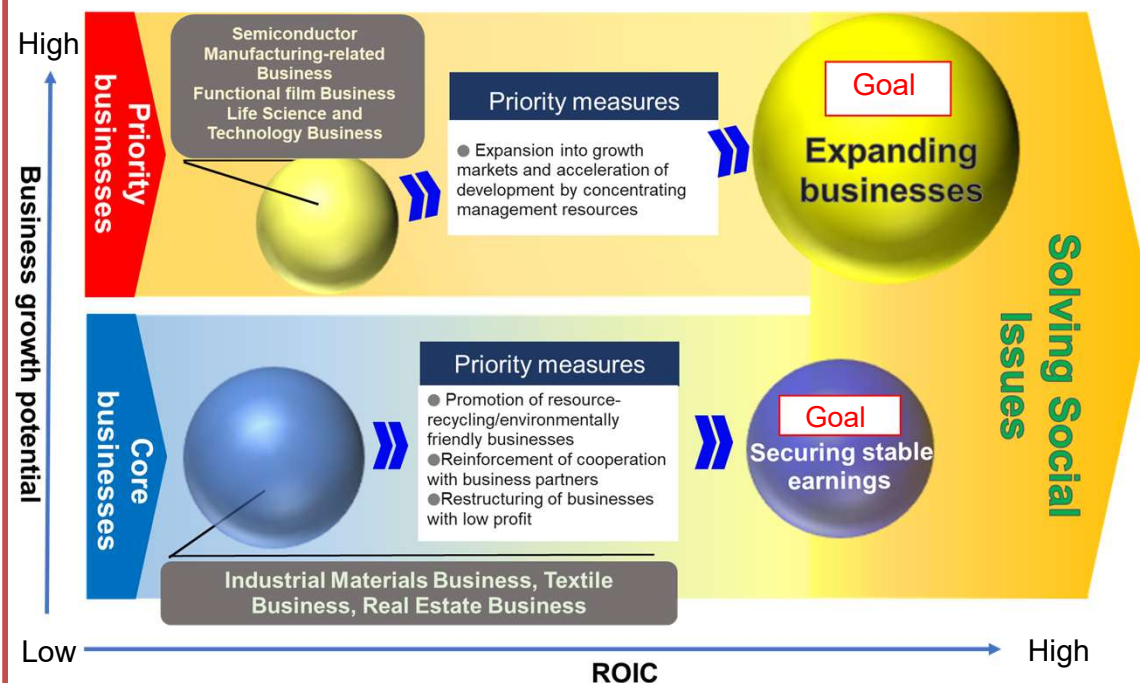 High
Business growth potential
Low
Priority
businesses
Semiconductor
Manufacturing-related
Business
Functional film Business
Life Science and
Technology Business
Priority measures
● Expansion into growth
markets and acceleration of
development by concentrating
management resources
Goal
Expanding
businesses
Core
businesses
Priority measures
● Promotion of resource-
recycling/environmentally
friendly businesses
●Reinforcement of cooperation
with business partners
●Restructuring of businesses
with low profit
Goal
Securing stable
earnings
Industrial Materials Business, Textile
Business, Real Estate Business
Solving Social
Issues
ROIC
High